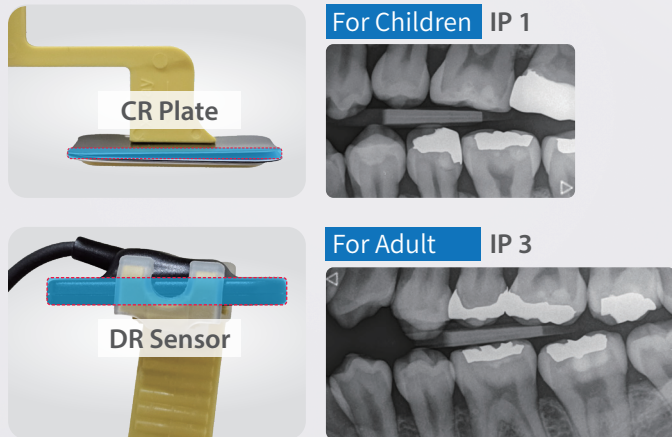 CR Plate
For Children IP 1
DR Sensor
For Adult IP 3